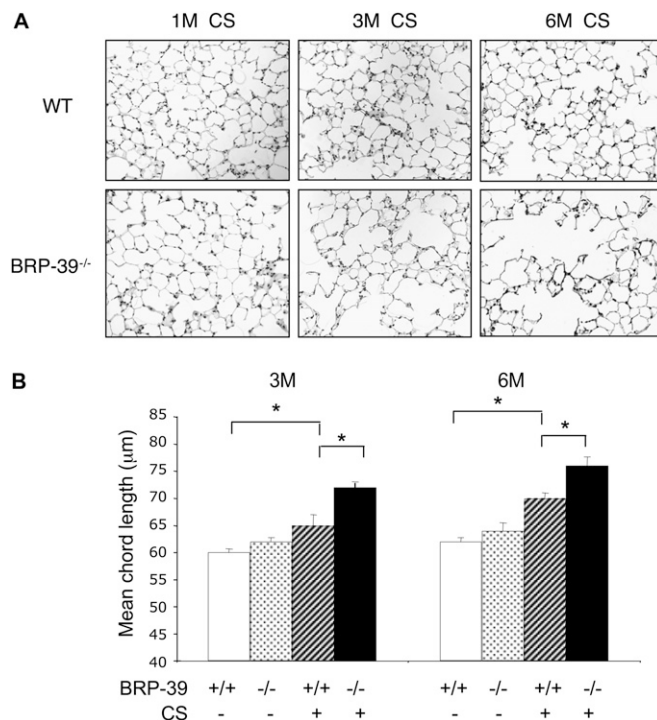 A
1M CS 3M CS 6M CS
WT
BRP-39-/-
B
3M 6M
* * * *
Mean chord length (μm)
85
80
75
70
65
60
55
50
45
40
BRP-39 +/+ -/- +/+ -/- +/+ -/- +/+ -/-
CS - - + + - - + +